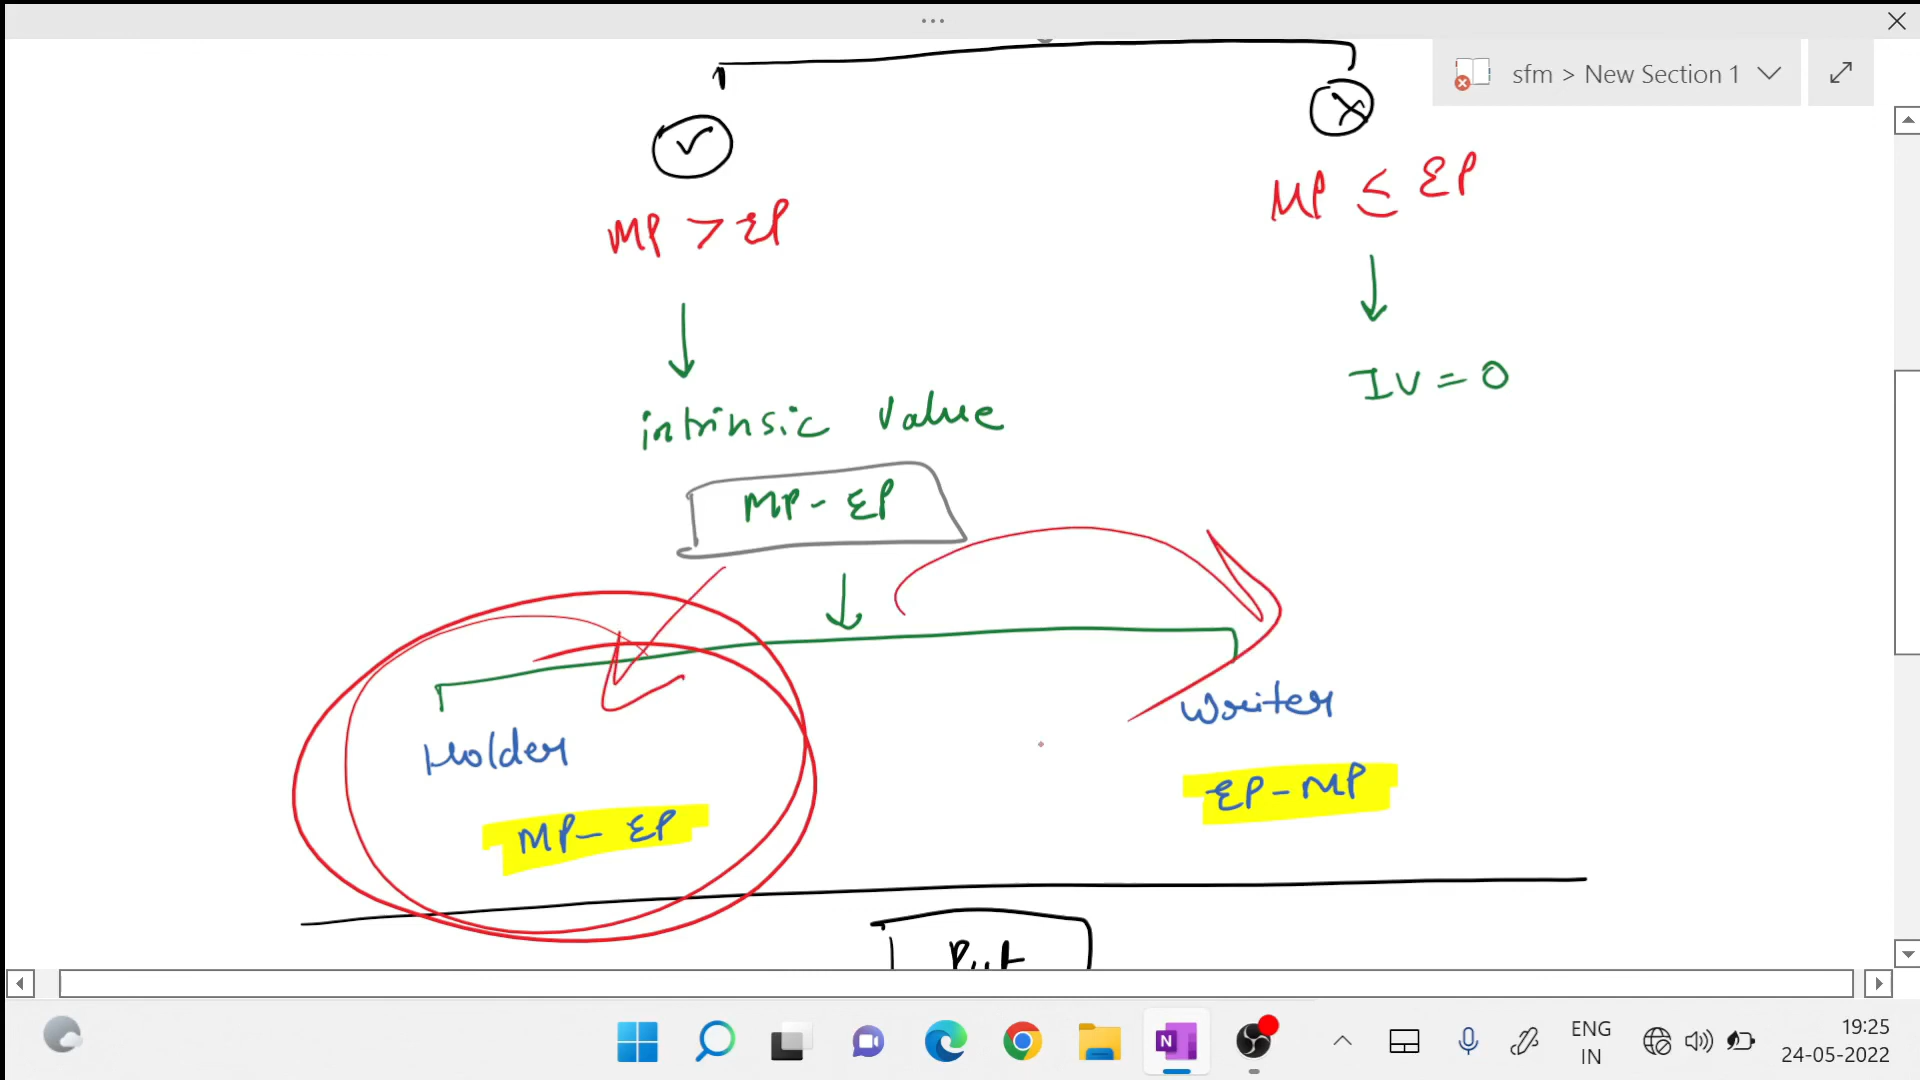 sfm > New Section 1
MP > EP
MP ≤ EP
IV = 0
intrinsic value
MP - EP
Holder
Writer
MP - EP
EP - MP
Put
ENG
IN
19:25
24-05-2022